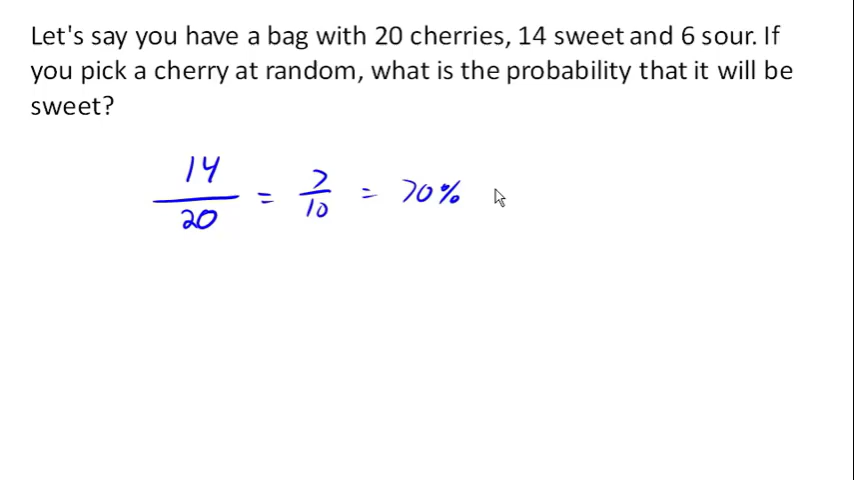 Let's say you have a bag with 20 cherries, 14 sweet and 6 sour. If
you pick a cherry at random, what is the probability that it will be
sweet?
14/20 = 7/10 = 70%